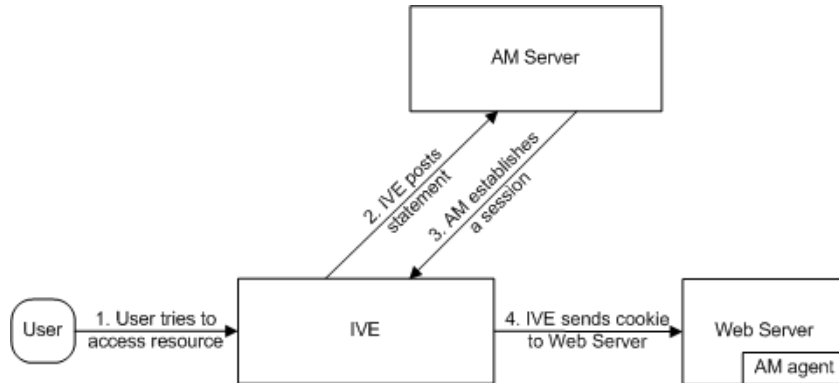 AM Server
2. IVE posts
statement
3. AM establishes
a session
User
1. User tries to
access resource
IVE
4. IVE sends cookie
to Web Server
Web Server
AM agent